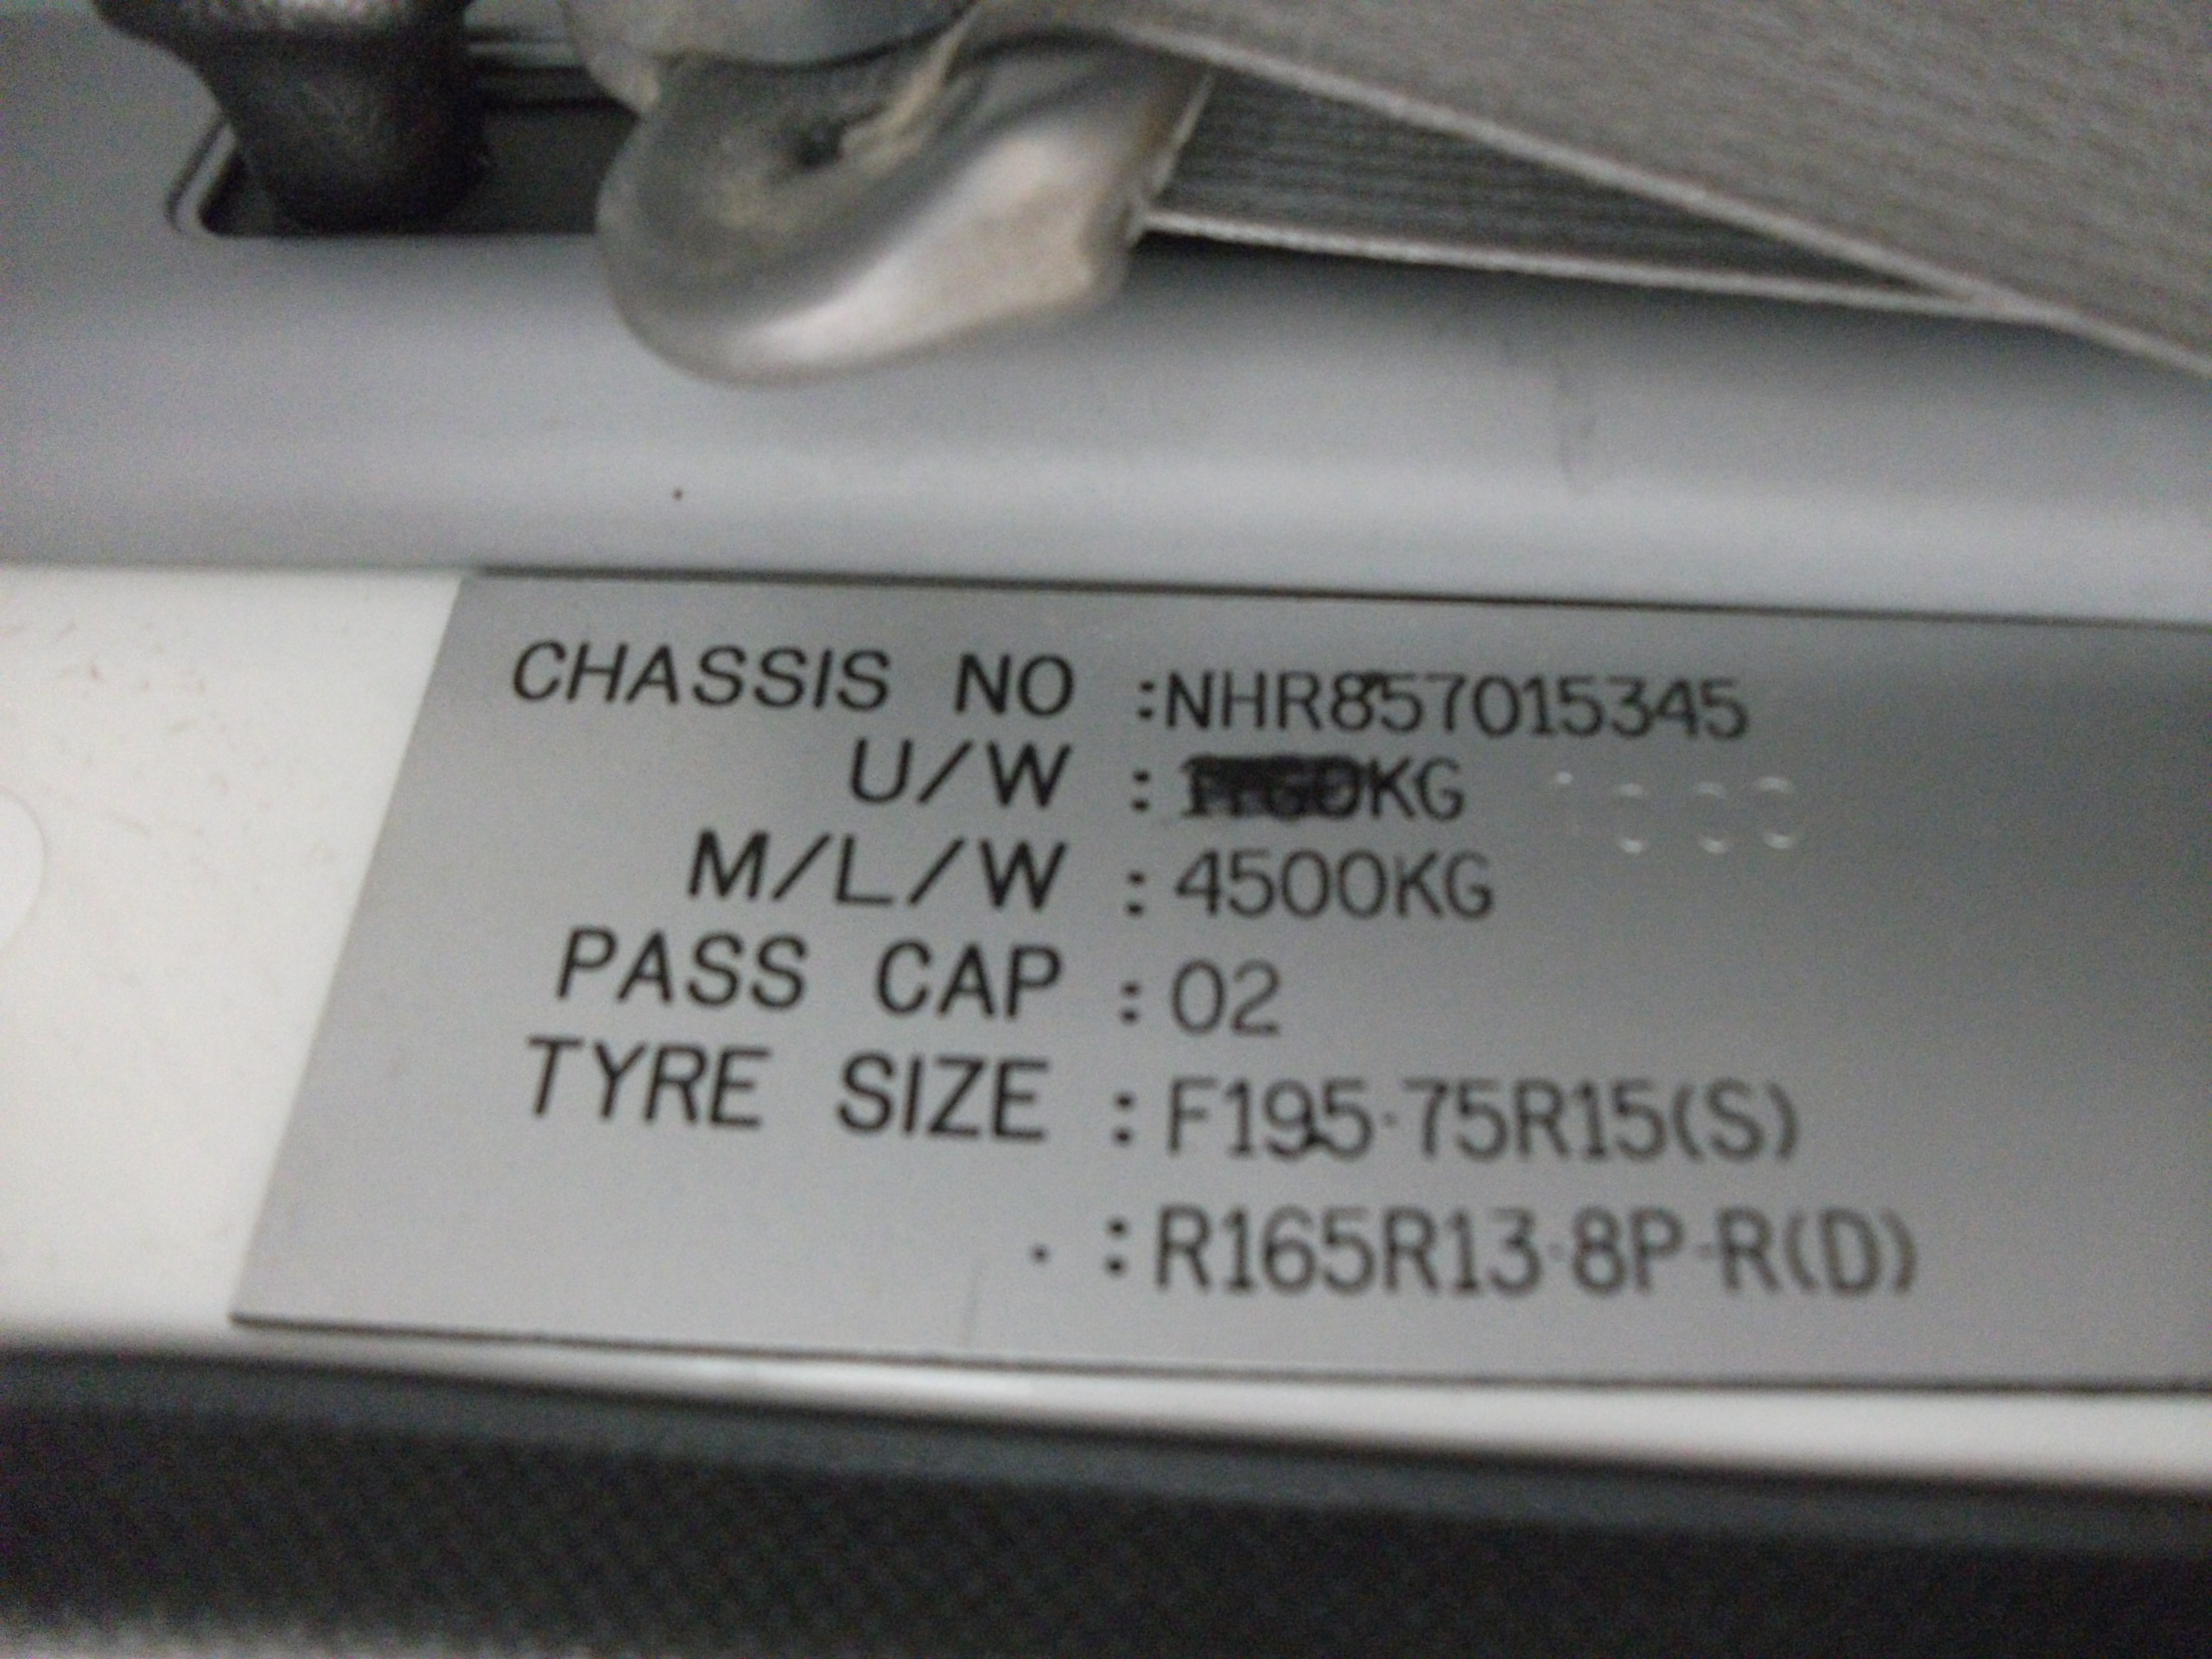 CHASSIS NO :NHR857015345
U/W : KG
M/L/W : 4500KG
PASS CAP : 02
TYRE SIZE : F195-75R15(S)
: R165R13-8P-R(D)